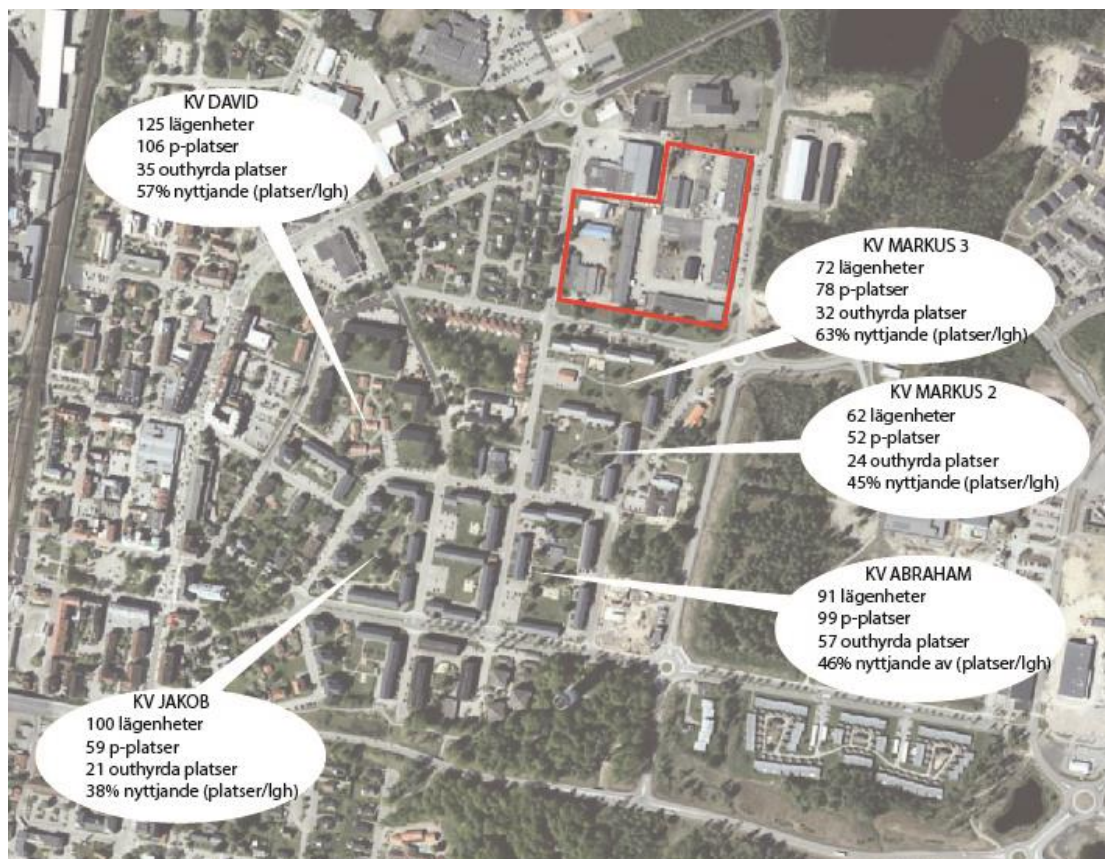 KV DAVID
125 lägenheter
106 p-platser
35 outhyrda platser
57% nyttjande (platser/lgh)
KV MARKUS 3
72 lägenheter
78 p-platser
32 outhyrda platser
63% nyttjande (platser/lgh)
KV MARKUS 2
62 lägenheter
52 p-platser
24 outhyrda platser
45% nyttjande (platser/lgh)
KV ABRAHAM
91 lägenheter
99 p-platser
57 outhyrda platser
46% nyttjande av (platser/lgh)
KV JAKOB
100 lägenheter
59 p-platser
21 outhyrda platser
38% nyttjande (platser/lgh)